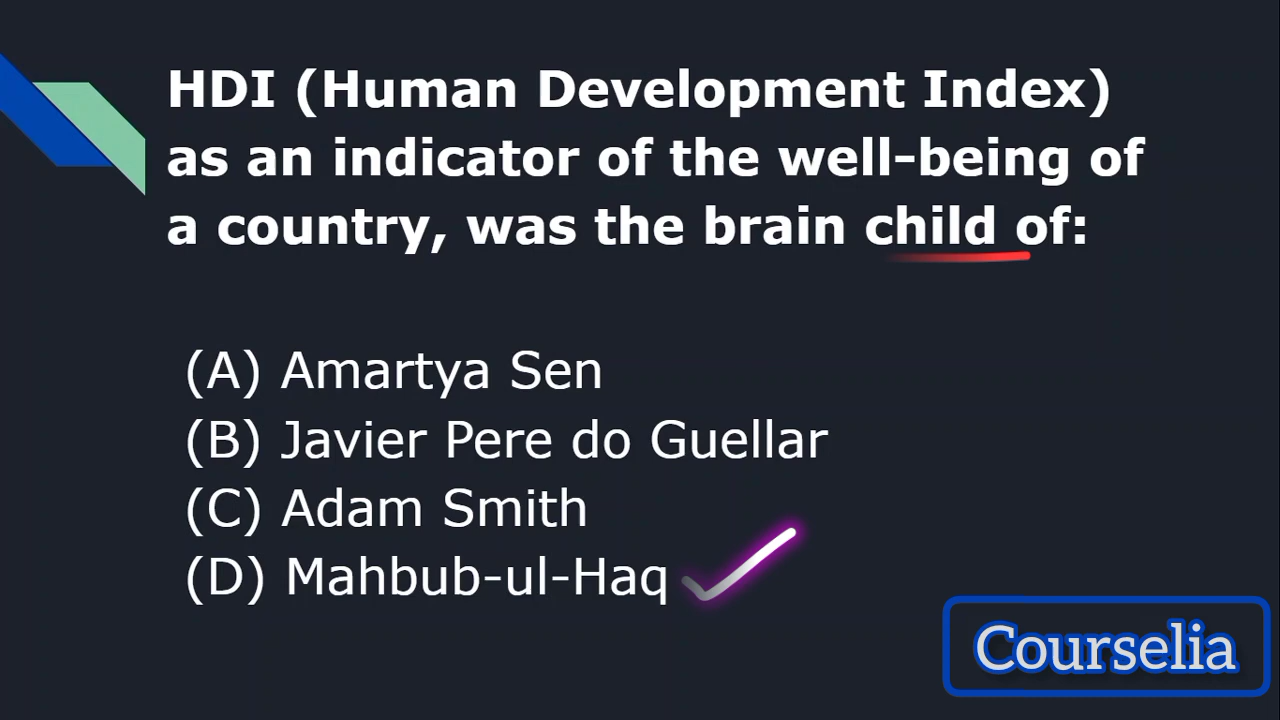 HDI (Human Development Index)
as an indicator of the well-being of
a country, was the brain child of:
(A) Amartya Sen
(B) Javier Pere do Guellar
(C) Adam Smith
(D) Mahbub-ul-Haq
Courselia